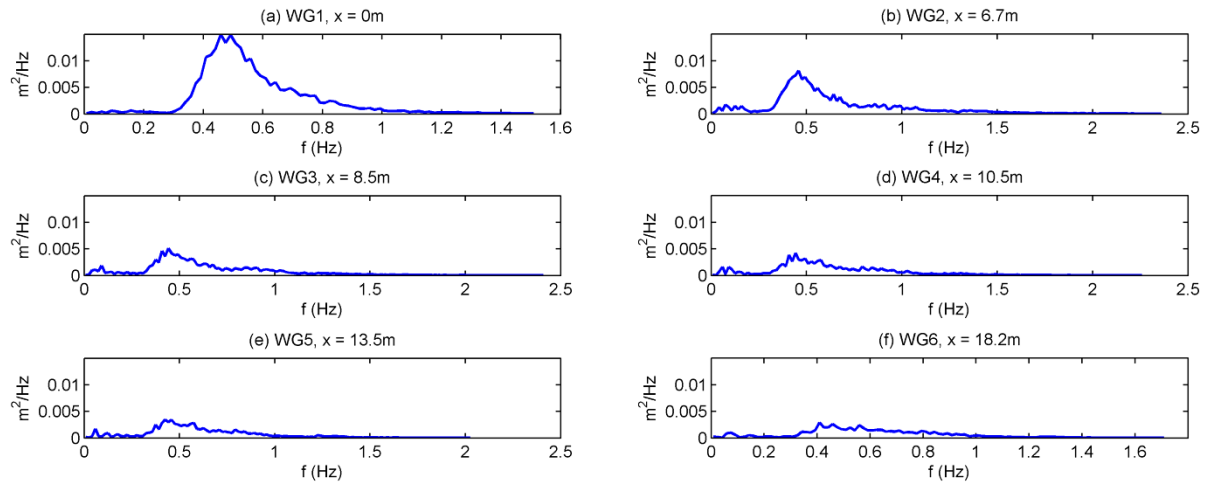 (a) WG1, x = 0m
m²/Hz
0.01
0.005
0
0 0.2 0.4 0.6 0.8 1 1.2 1.4 1.6
f (Hz)
(b) WG2, x = 6.7m
m²/Hz
0.01
0.005
0
0 0.5 1 1.5 2 2.5
f (Hz)
(c) WG3, x = 8.5m
m²/Hz
0.01
0.005
0
0 0.5 1 1.5 2 2.5
f (Hz)
(d) WG4, x = 10.5m
m²/Hz
0.01
0.005
0
0 0.5 1 1.5 2 2.5
f (Hz)
(e) WG5, x = 13.5m
m²/Hz
0.01
0.005
0
0 0.5 1 1.5 2 2.5
f (Hz)
(f) WG6, x = 18.2m
m²/Hz
0.01
0.005
0
0 0.2 0.4 0.6 0.8 1 1.2 1.4 1.6
f (Hz)